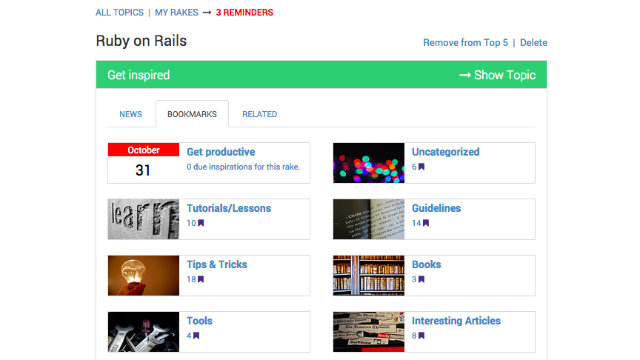 ALL TOPICS | MY RAKES → 3 REMINDERS
Ruby on Rails
Remove from Top 5 | Delete
Get inspired
→ Show Topic
NEWS
BOOKMARKS
RELATED
October
31
Get productive
0 due inspirations for this rake.
Uncategorized
6
learn
Tutorials/Lessons
10
Guidelines
14
Tips & Tricks
18
Books
3
Tools
4
Interesting Articles
8